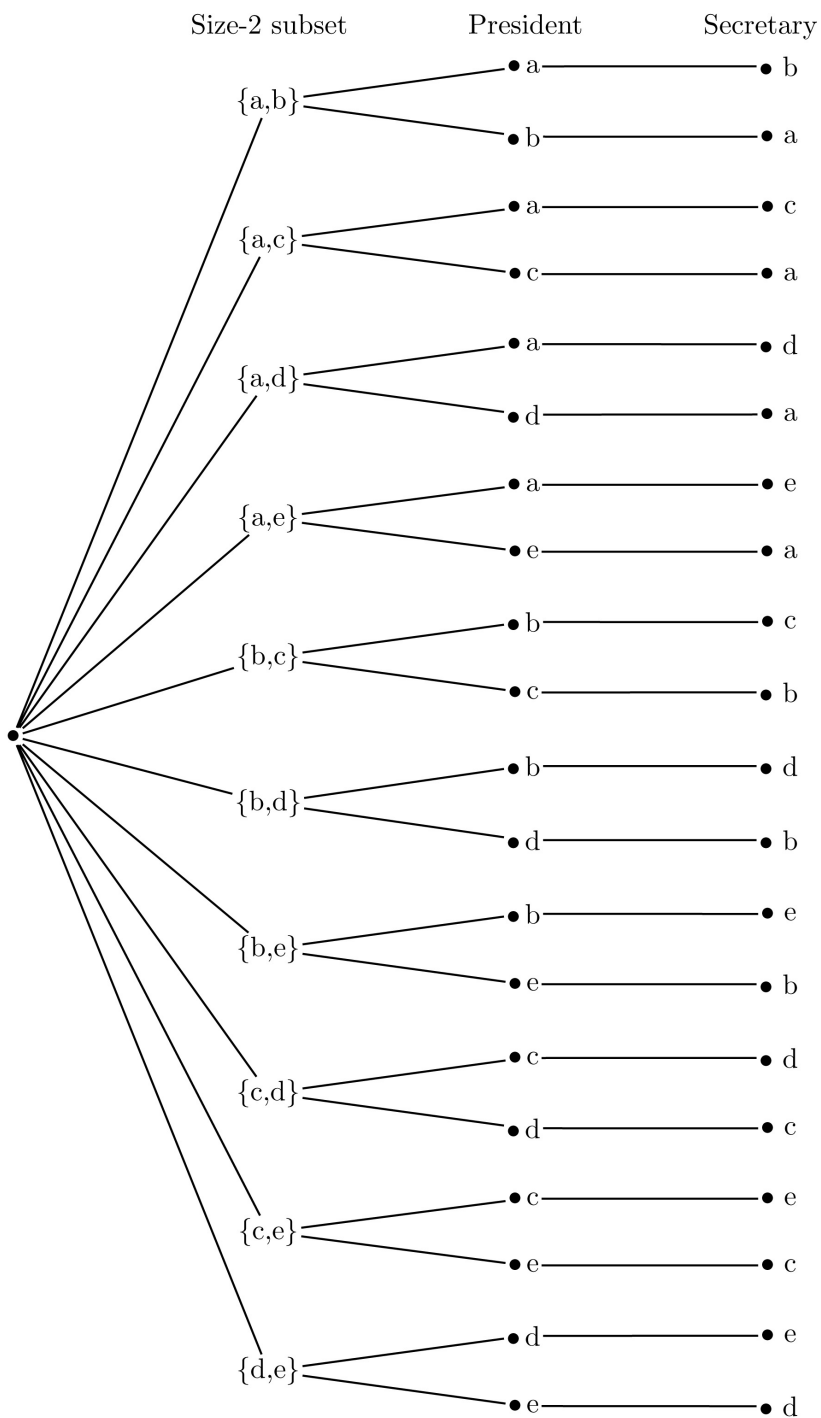 Size-2 subset President Secretary
a b
{a,b}
b a
a c
{a,c}
c a
a d
{a,d}
d a
a e
{a,e}
e a
b c
{b,c}
c b
b d
{b,d}
d b
b e
{b,e}
e b
c d
{c,d}
d c
c e
{c,e}
e c
d e
{d,e}
e d